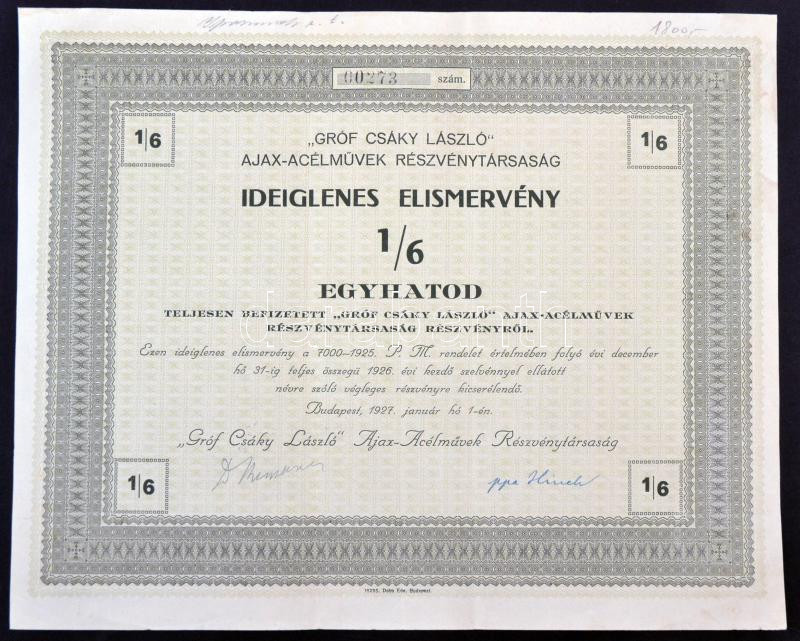 1800,-
00273 szám.
1/6 1/6
„GRÓF CSÁKY LÁSZLÓ"
AJAX-ACÉLMŰVEK RÉSZVÉNYTÁRSASÁG
IDEIGLENES ELISMERVÉNY
1/6
EGYHATOD
TELJESEN BEFIZETETT „GRÓF CSÁKY LÁSZLÓ" AJAX-ACÉLMŰVEK
RÉSZVÉNYTÁRSASÁG RÉSZVÉNYRŐL.
Ezen ideiglenes elismervény a 7000–1925. P. M. rendelet értelmében folyó évi december
hó 31-ig teljes összegű 1926. évi kezdő szelvénnyel ellátott
névre szóló végleges részvényre kicserélendő.
Budapest, 1927. január hó 1-én.
„Gróf Csáky László" Ajax-Acélművek Részvénytársaság
ppa
1/6 1/6
Budapest.